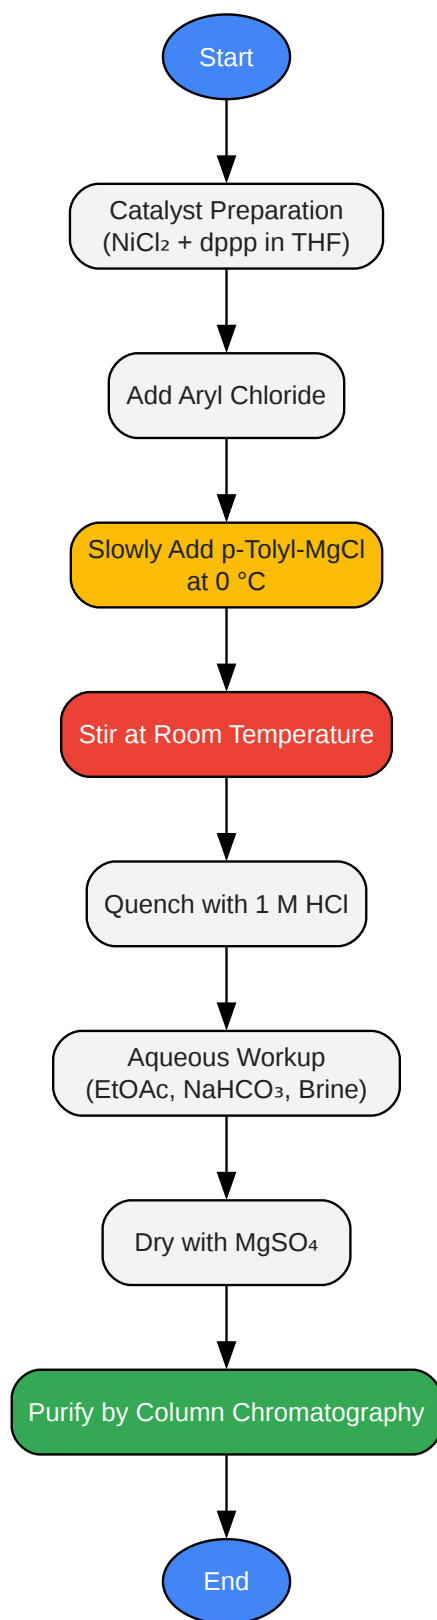 Start
Catalyst Preparation
(NiCl₂ + dppp in THF)
Add Aryl Chloride
Slowly Add p-Tolyl-MgCl
at 0 °C
Stir at Room Temperature
Quench with 1 M HCl
Aqueous Workup
(EtOAc, NaHCO₃, Brine)
Dry with MgSO₄
Purify by Column Chromatography
End